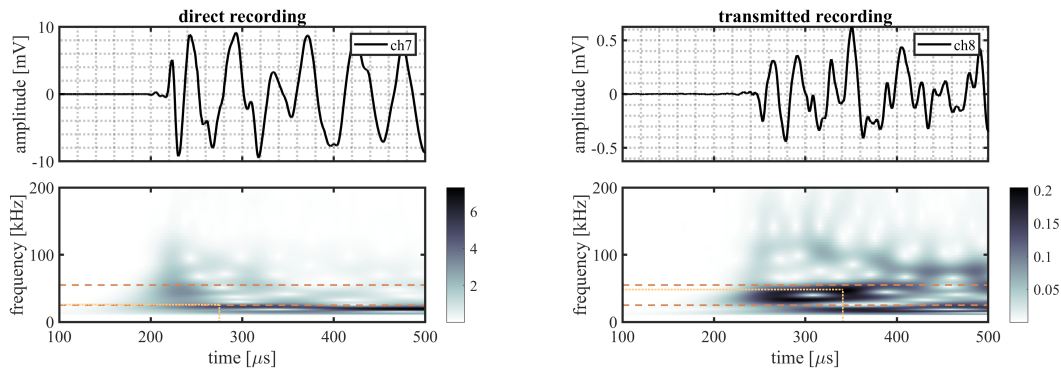 direct recording
10
0
-10
amplitude [mV]
ch7
200
100
0
frequency [kHz]
100 200 300 400 500
time [μs]
6
4
2
transmitted recording
0.5
0
-0.5
amplitude [mV]
ch8
200
100
0
frequency [kHz]
100 200 300 400 500
time [μs]
0.2
0.15
0.1
0.05